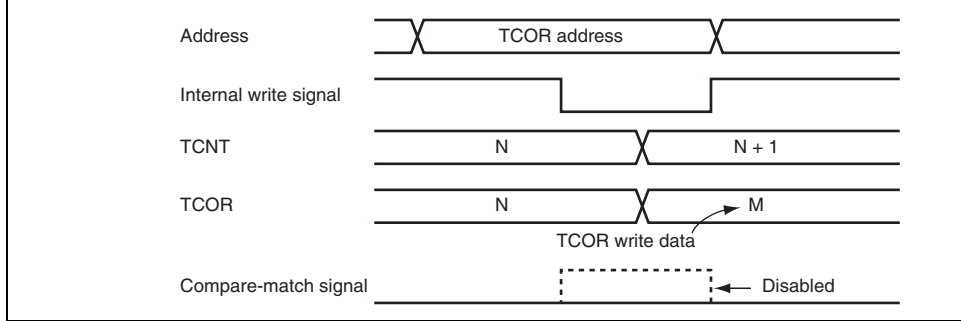 Address
TCOR address
Internal write signal
TCNT
N
N + 1
TCOR
N
M
TCOR write data
Compare-match signal
Disabled